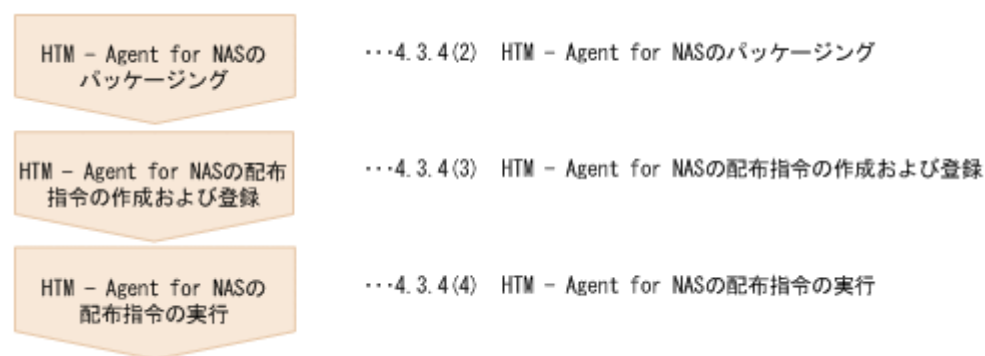 HTM - Agent for NASの
パッケージング
･･･4.3.4(2) HTM - Agent for NASのパッケージング
HTM - Agent for NASの配布
指令の作成および登録
･･･4.3.4(3) HTM - Agent for NASの配布指令の作成および登録
HTM - Agent for NASの
配布指令の実行
･･･4.3.4(4) HTM - Agent for NASの配布指令の実行